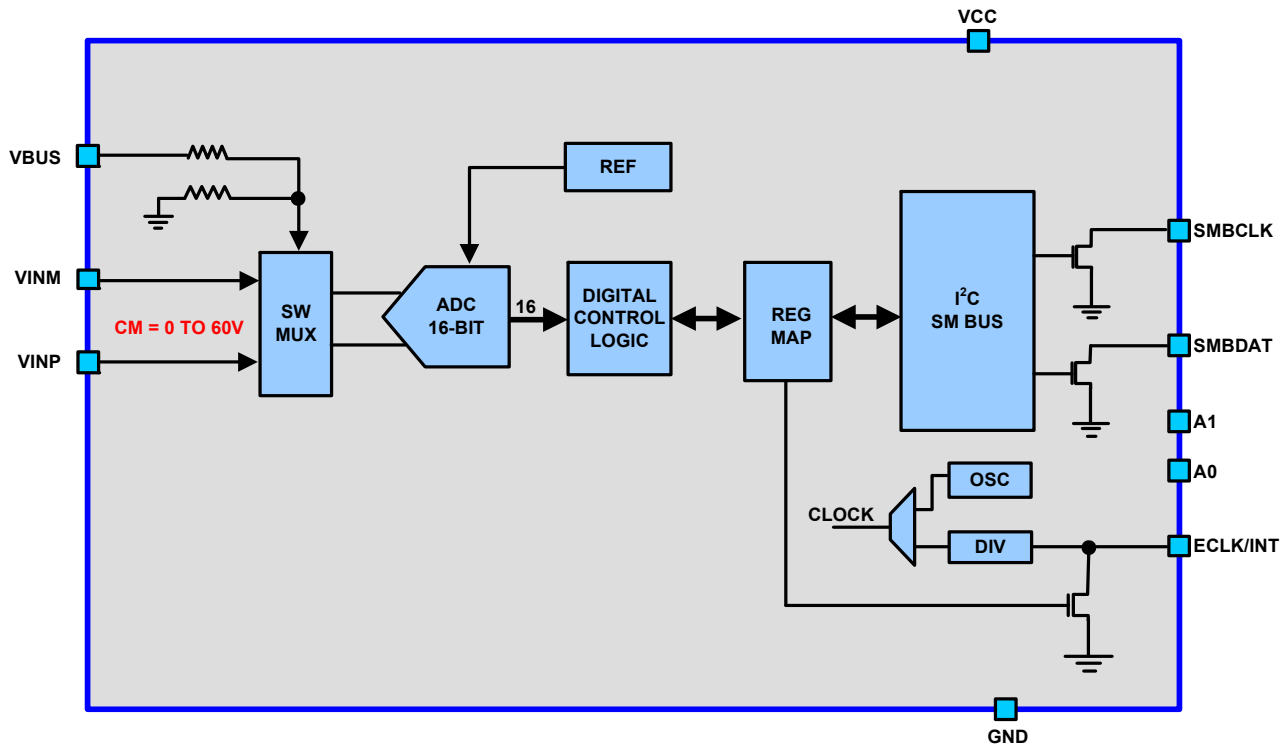 VCC
VBUS
REF
SMBCLK
VINM
SW
MUX
ADC
16-BIT
16
DIGITAL
CONTROL
LOGIC
REG
MAP
I²C
SM BUS
CM = 0 TO 60V
VINP
SMBDAT
A1
A0
OSC
CLOCK
DIV
ECLK/INT
GND